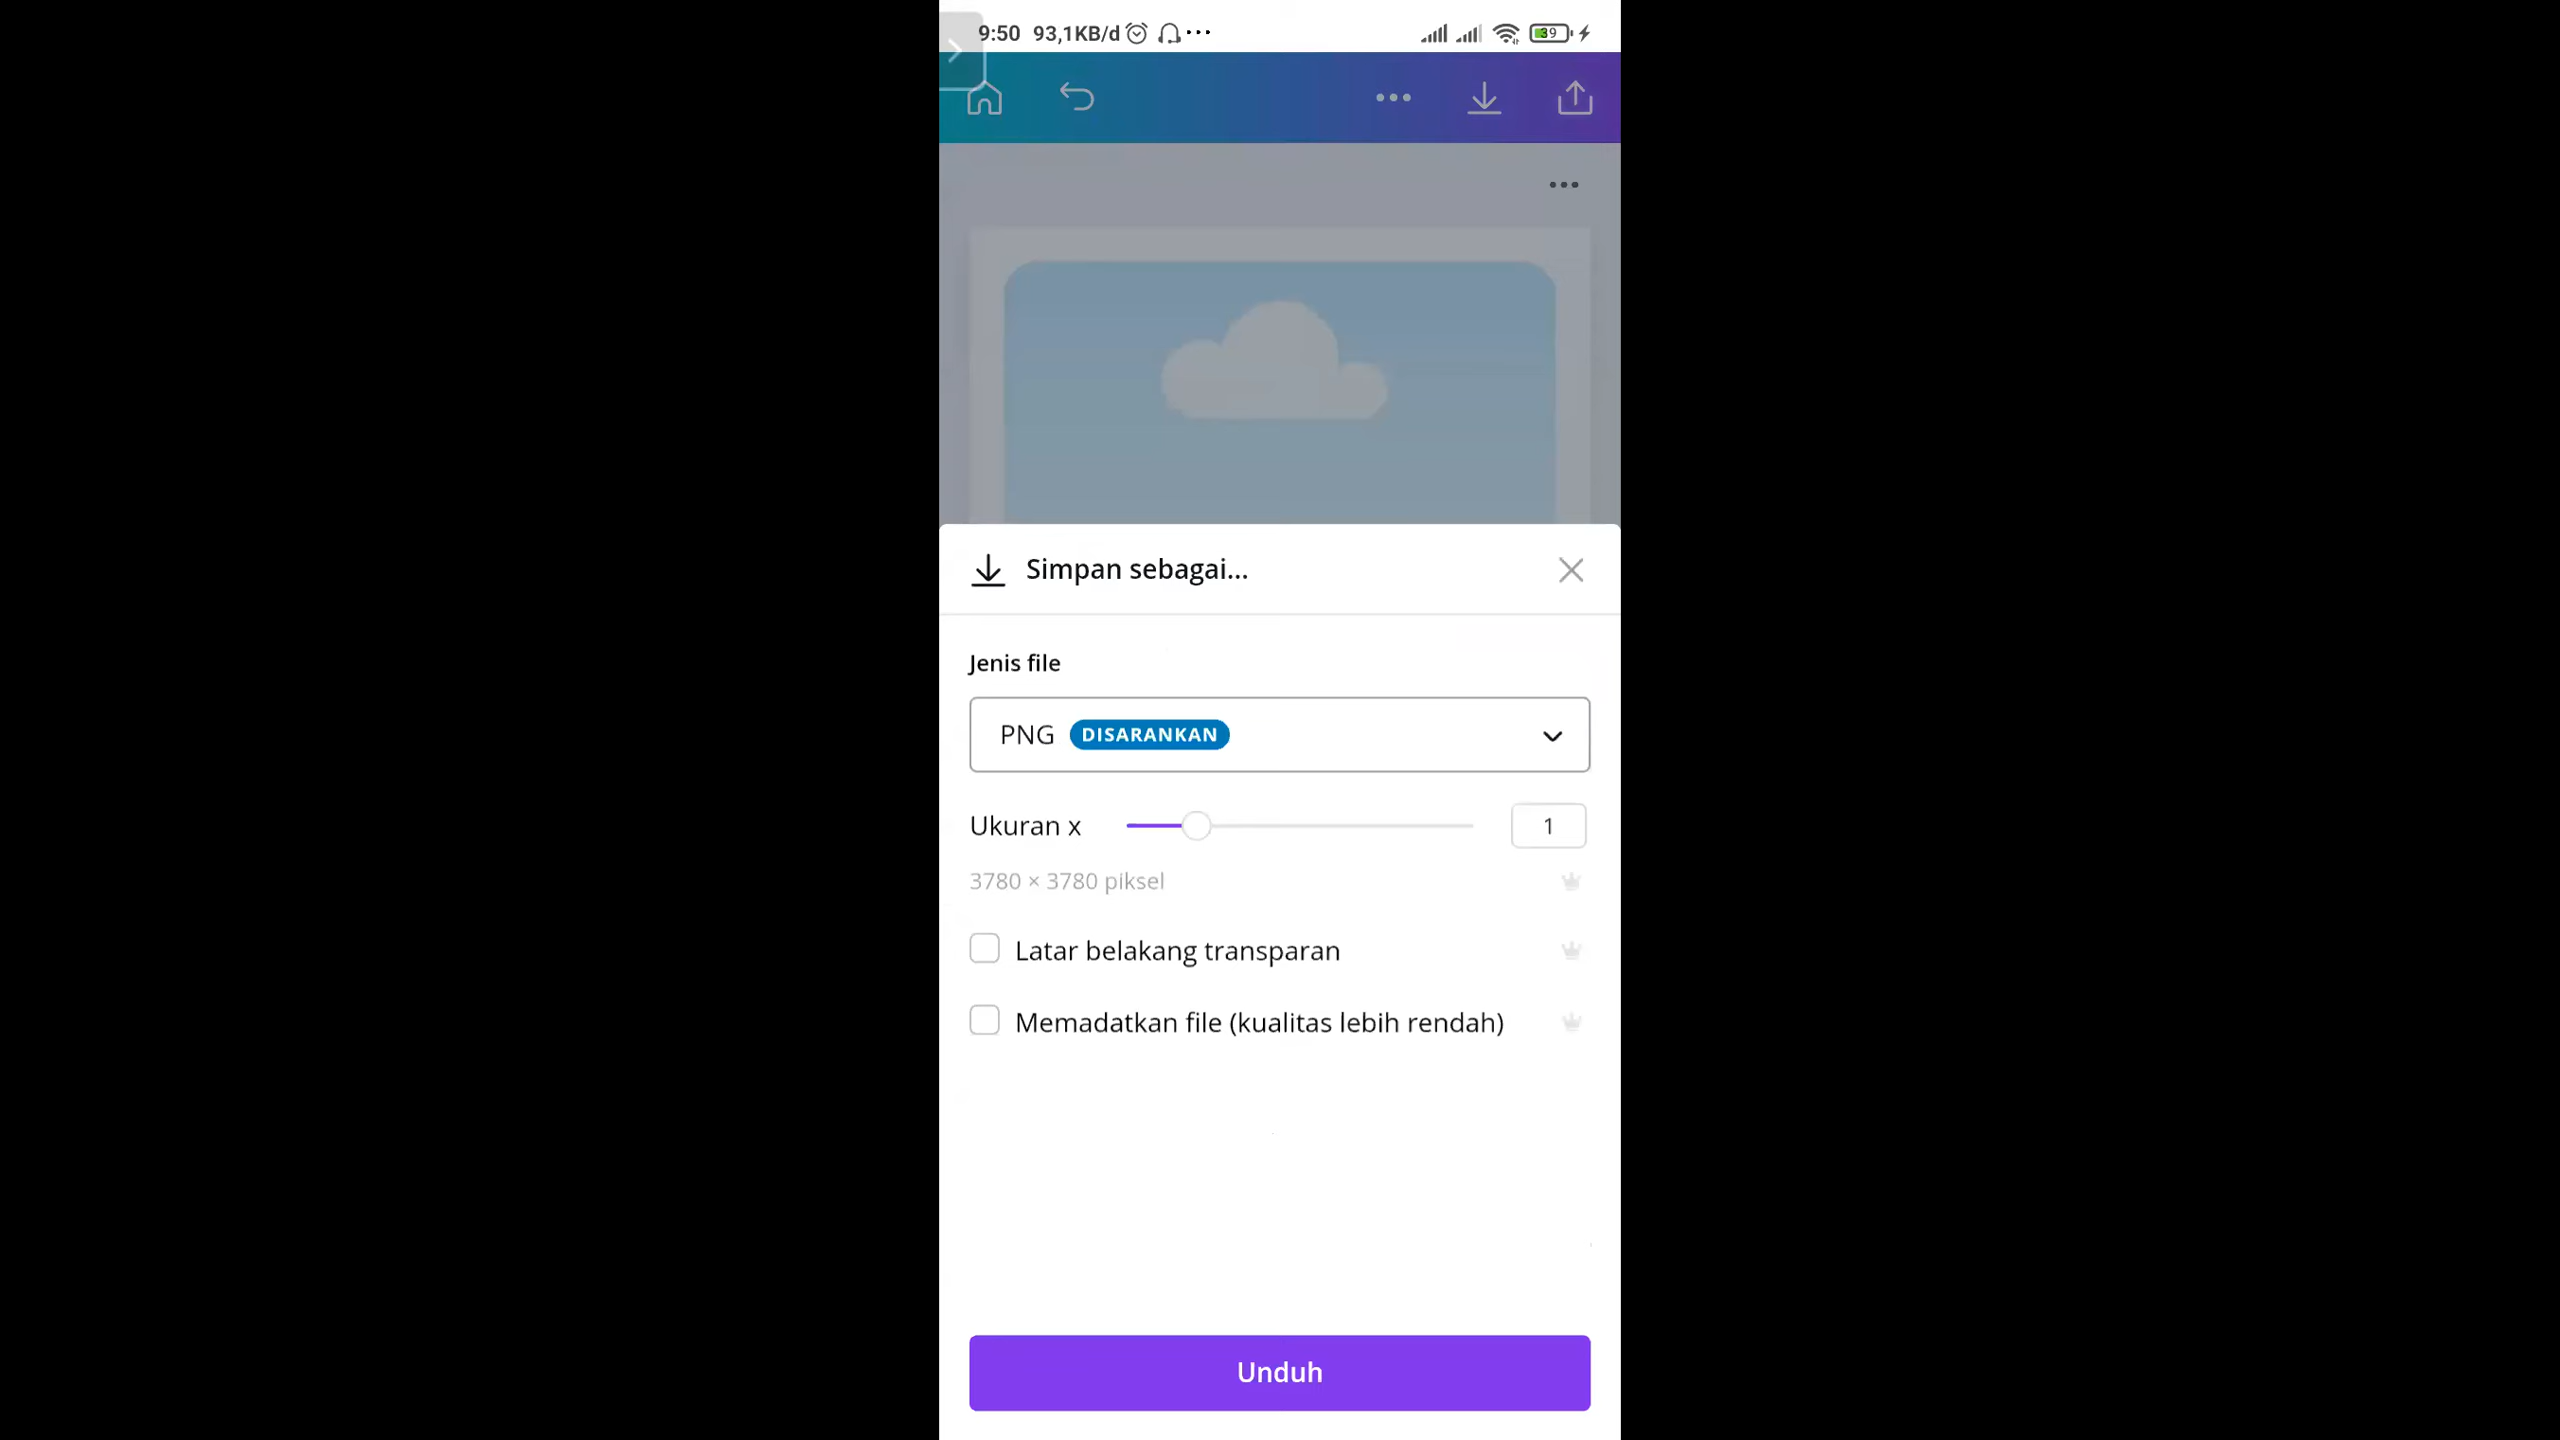 9:50 93,1KB/d
39
Simpan sebagai...
Jenis file
PNG DISARANKAN
Ukuran x 1
3780 × 3780 piksel
Latar belakang transparan
Memadatkan file (kualitas lebih rendah)
Unduh